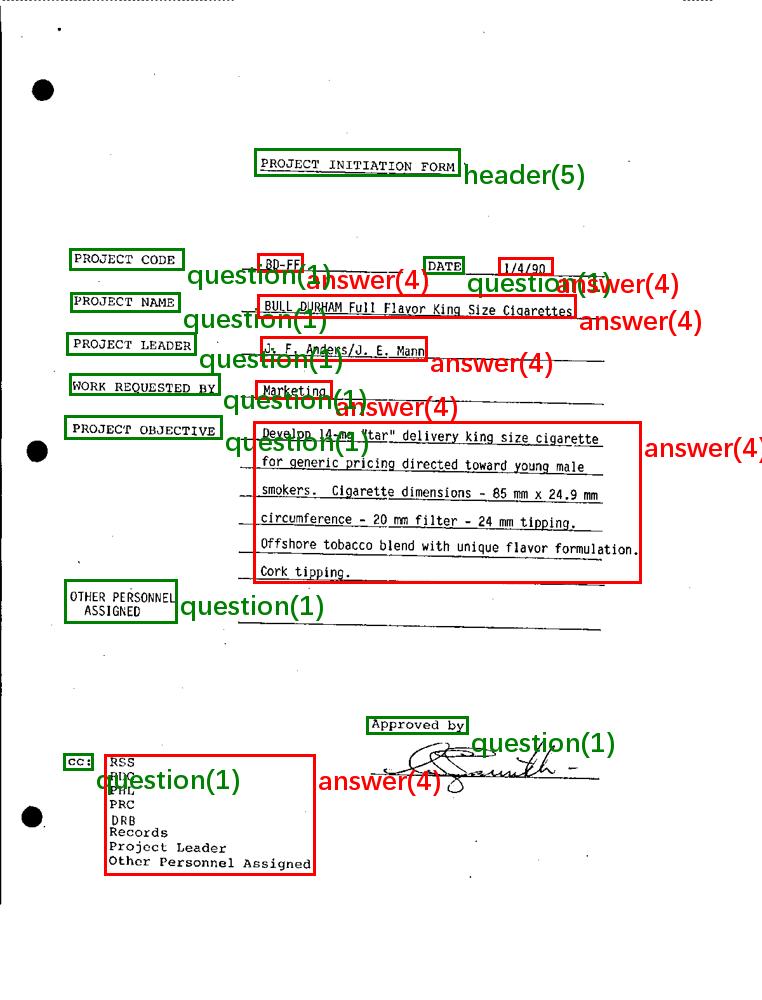 PROJECT INITIATION FORM
header(5)
PROJECT CODE question(1) BD-FF answer(4) DATE question(1) 1/4/90 answer(4)
PROJECT NAME question(1) BULL DURHAM Full Flavor King Size Cigarettes answer(4)
PROJECT LEADER question(1) J. F. Anders/J. E. Mann answer(4)
WORK REQUESTED BY question(1) Marketing answer(4)
PROJECT OBJECTIVE question(1) Develop 14-mg "tar" delivery king size cigarette answer(4)
for generic pricing directed toward young male
smokers. Cigarette dimensions - 85 mm x 24.9 mm
circumference - 20 mm filter - 24 mm tipping.
Offshore tobacco blend with unique flavor formulation.
Cork tipping.
OTHER PERSONNEL
ASSIGNED question(1)
Approved by question(1)
cc: question(1) RSS answer(4)
PRC
DRB
Records
Project Leader
Other Personnel Assigned